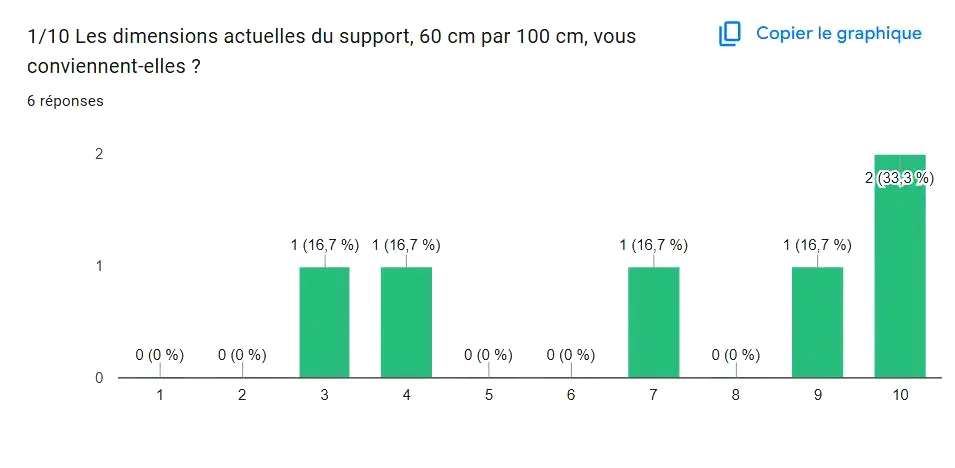 1/10 Les dimensions actuelles du support, 60 cm par 100 cm, vous
conviennent-elles ?
Copier le graphique
6 réponses
2
2 (33,3 %)
1 (16,7 %) 1 (16,7 %) 1 (16,7 %) 1 (16,7 %)
1
0 (0 %) 0 (0 %) 0 (0 %) 0 (0 %) 0 (0 %)
0
1 2 3 4 5 6 7 8 9 10